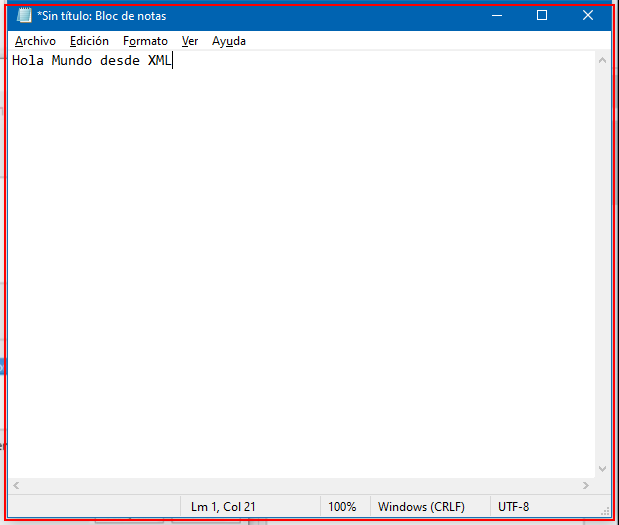 *Sin título: Bloc de notas
Archivo Edición Formato Ver Ayuda
Hola Mundo desde XML
Lm 1, Col 21 100% Windows (CRLF) UTF-8